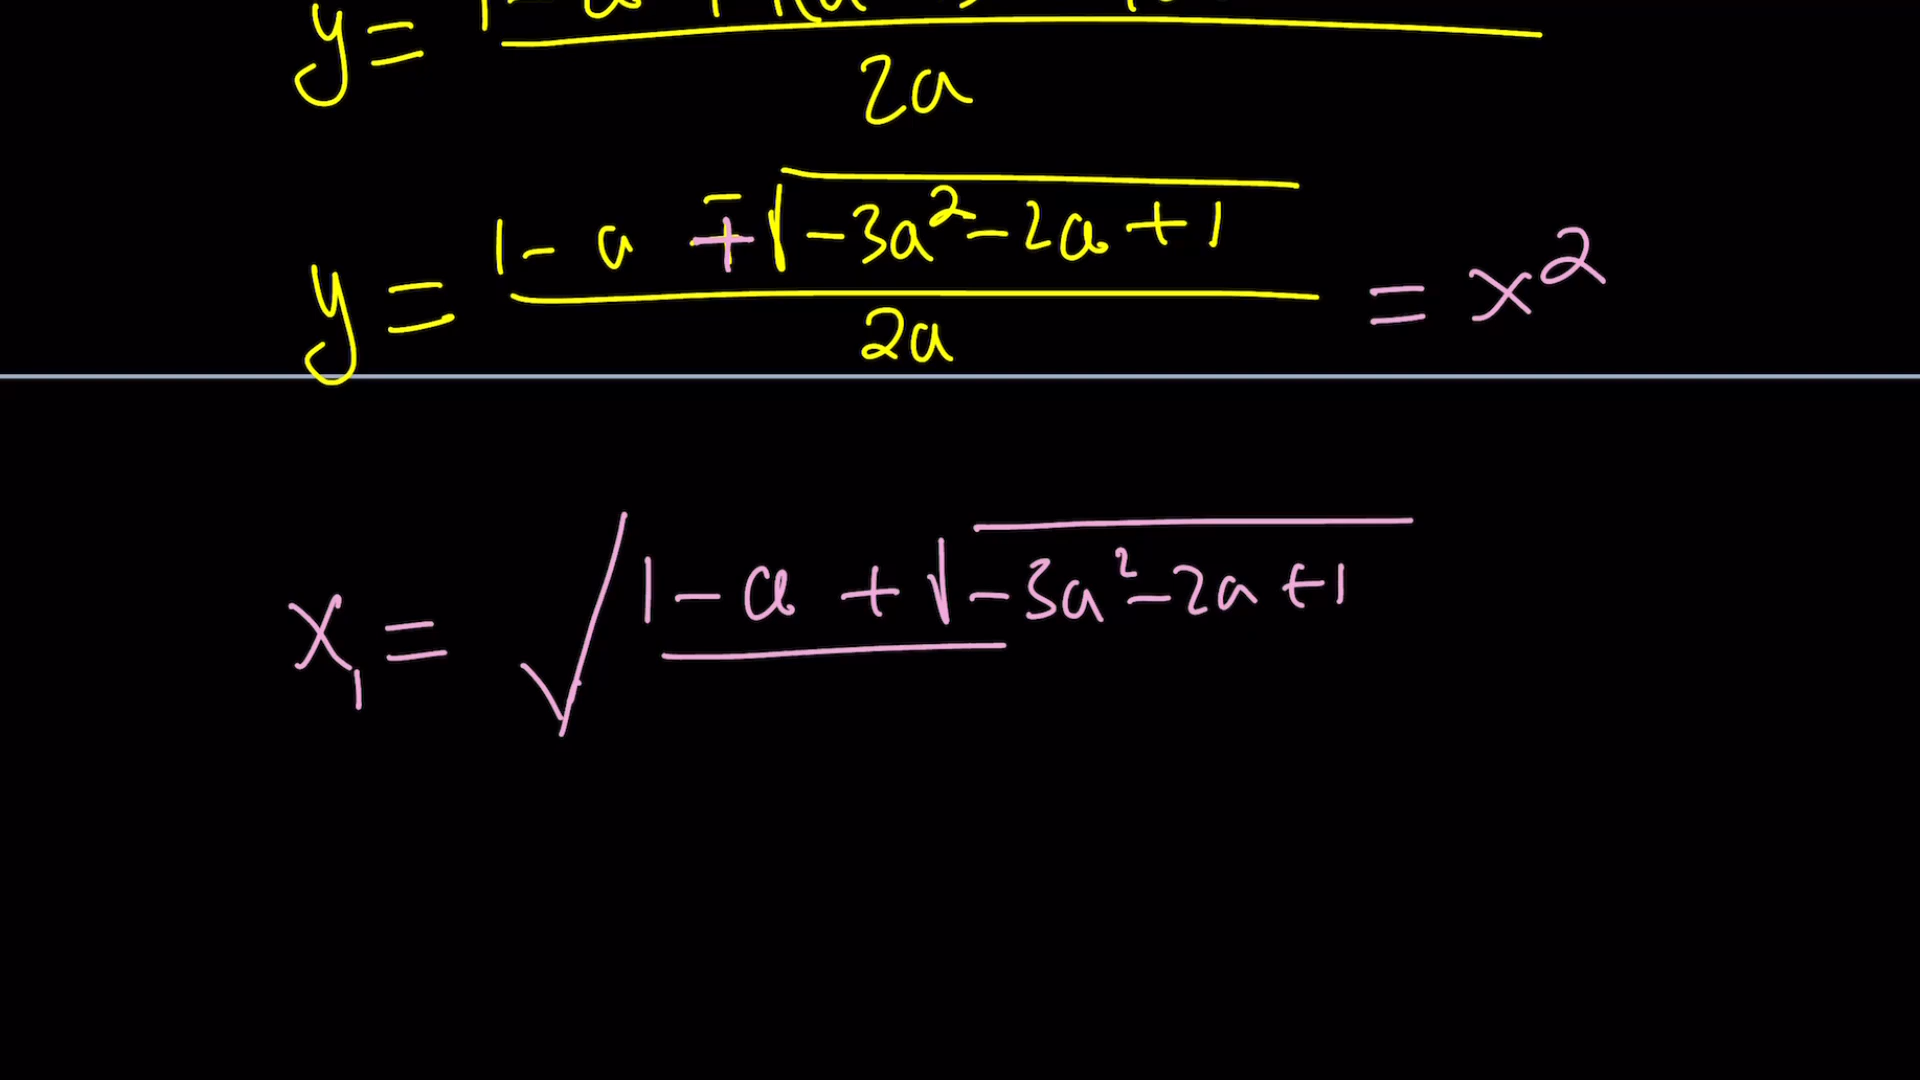 y =
2a
y = 1 - a ∓ √-3a² - 2a + 1 = x²
2a
x₁ = √1 - a + √-3a² - 2a + 1